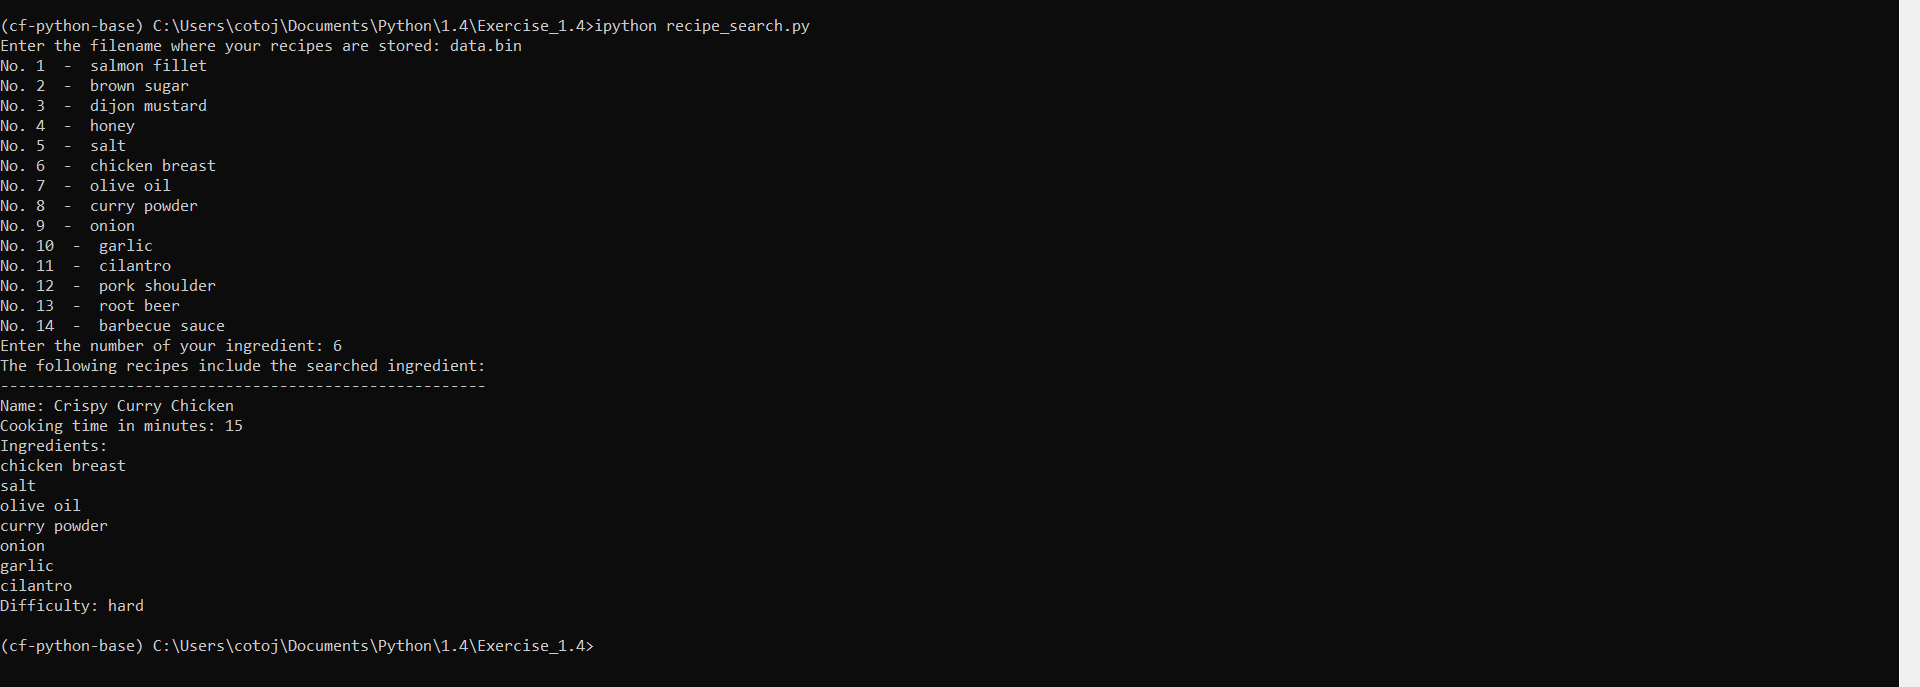 (cf-python-base) C:\Users\cotoj\Documents\Python\1.4\Exercise_1.4>ipython recipe_search.py
Enter the filename where your recipes are stored: data.bin
No. 1  -  salmon fillet
No. 2  -  brown sugar
No. 3  -  dijon mustard
No. 4  -  honey
No. 5  -  salt
No. 6  -  chicken breast
No. 7  -  olive oil
No. 8  -  curry powder
No. 9  -  onion
No. 10  -  garlic
No. 11  -  cilantro
No. 12  -  pork shoulder
No. 13  -  root beer
No. 14  -  barbecue sauce
Enter the number of your ingredient: 6
The following recipes include the searched ingredient:
------------------------------------------------------
Name: Crispy Curry Chicken
Cooking time in minutes: 15
Ingredients:
chicken breast
salt
olive oil
curry powder
onion
garlic
cilantro
Difficulty: hard
(cf-python-base) C:\Users\cotoj\Documents\Python\1.4\Exercise_1.4>